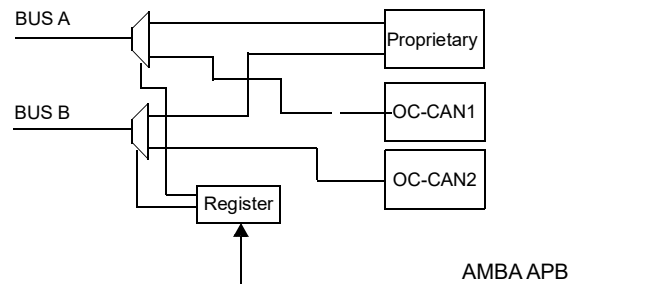 BUS A
Proprietary
OC-CAN1
BUS B
OC-CAN2
Register
AMBA APB